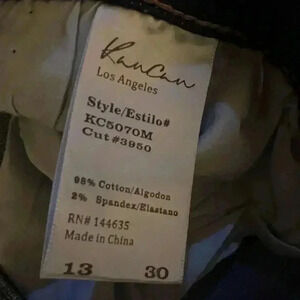 KanCan
Los Angeles
Style/Estilo#
KC5070M
Cut #3950
98% Cotton/Algodon
2% Spandex/Elastano
RN# 144635
Made in China
13 30